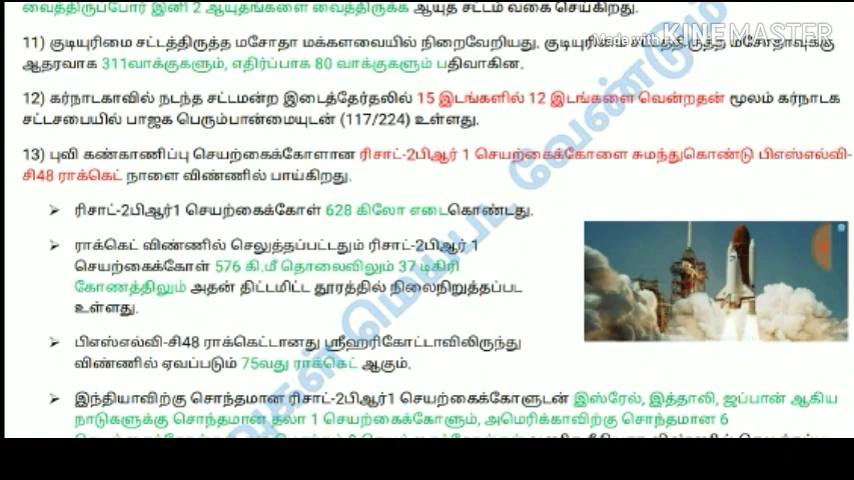 வைத்திருப்போர் இனி 2 ஆயுதங்களை வைத்திருக்க ஆயுத சட்டம் வகை செய்கிறது.
Made with KINEMASTER
11) குடியுரிமை சட்டத்திருத்த மசோதா மக்களவையில் நிறைவேறியது. குடியுரிமை சட்டத்திருத்த மசோதாவுக்கு
ஆதரவாக 311வாக்குகளும், எதிர்ப்பாக 80 வாக்குகளும் பதிவாகின.
12) கர்நாடகாவில் நடந்த சட்டமன்ற இடைத்தேர்தலில் 15 இடங்களில் 12 இடங்களை வென்றதன் மூலம் கர்நாடக
சட்டசபையில் பாஜக பெரும்பான்மையுடன் (117/224) உள்ளது.
13) புவி கண்காணிப்பு செயற்கைக்கோளான ரிசாட்-2பிஆர் 1 செயற்கைக்கோளை சுமந்துகொண்டு பிஎஸ்எல்வி-
சி48 ராக்கெட் நாளை விண்ணில் பாய்கிறது.
➢ ரிசாட்-2பிஆர்1 செயற்கைக்கோள் 628 கிலோ எடைகொண்டது.
➢ ராக்கெட் விண்ணில் செலுத்தப்பட்டதும் ரிசாட்-2பிஆர் 1
செயற்கைக்கோள் 576 கி.மீ தொலைவிலும் 37 டிகிரி
கோணத்திலும் அதன் திட்டமிட்ட தூரத்தில் நிலைநிறுத்தப்பட
உள்ளது.
➢ பிஎஸ்எல்வி-சி48 ராக்கெட்டானது ஸ்ரீஹரிகோட்டாவிலிருந்து
விண்ணில் ஏவப்படும் 75வது ராக்கெட் ஆகும்.
➢ இந்தியாவிற்கு சொந்தமான ரிசாட்-2பிஆர்1 செயற்கைக்கோளுடன் இஸ்ரேல், இத்தாலி, ஜப்பான் ஆகிய
நாடுகளுக்கு சொந்தமான தலா 1 செயற்கைக்கோளும், அமெரிக்காவிற்கு சொந்தமான 6
மெய்பட வேண்டும்